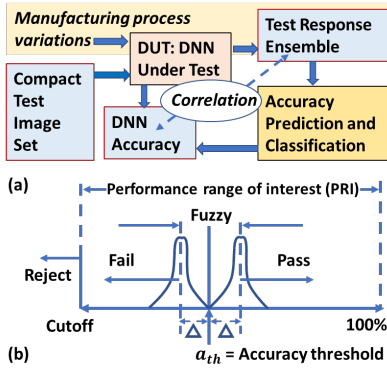 Manufacturing process
variations
DUT: DNN
Under Test
Test Response
Ensemble
Compact
Test
Image
Set
Correlation
DNN
Accuracy
Accuracy
Prediction and
Classification
(a)
Performance range of interest (PRI)
Fuzzy
Fail
Pass
Reject
Cutoff
100%
Δ
Δ
(b)
a_th = Accuracy threshold